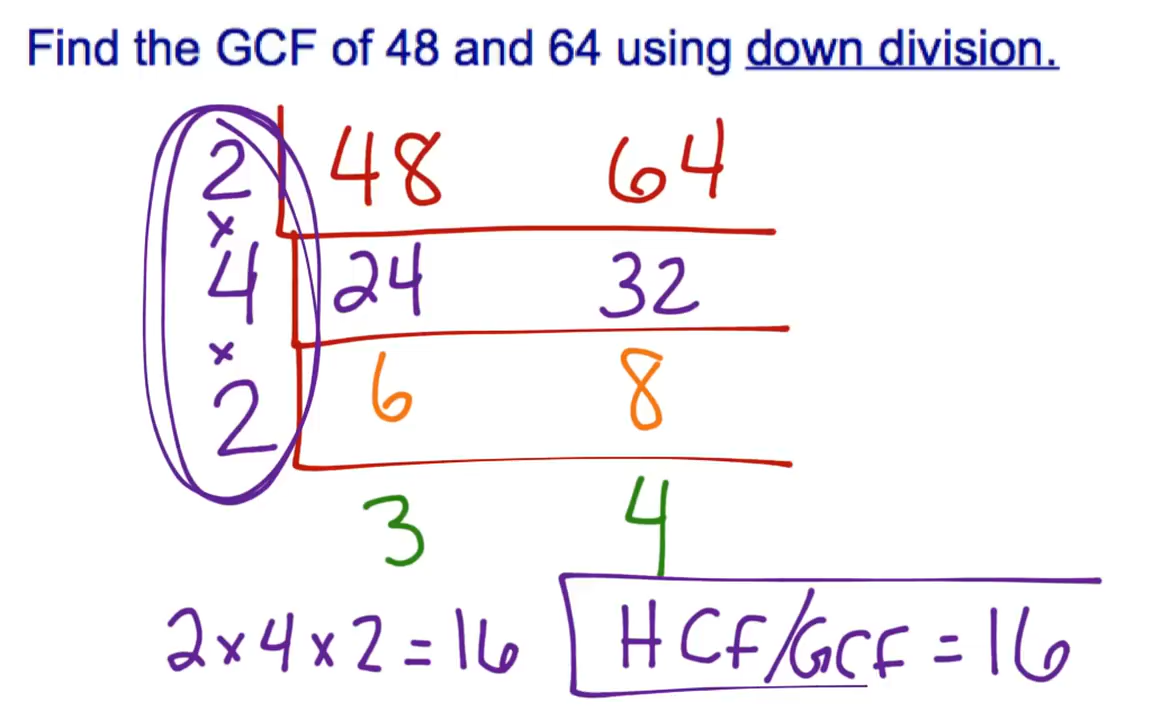 Find the GCF of 48 and 64 using down division.
2 48 64
×
4 24 32
×
2 6 8
3 4
2×4×2=16 HCF/GCF=16